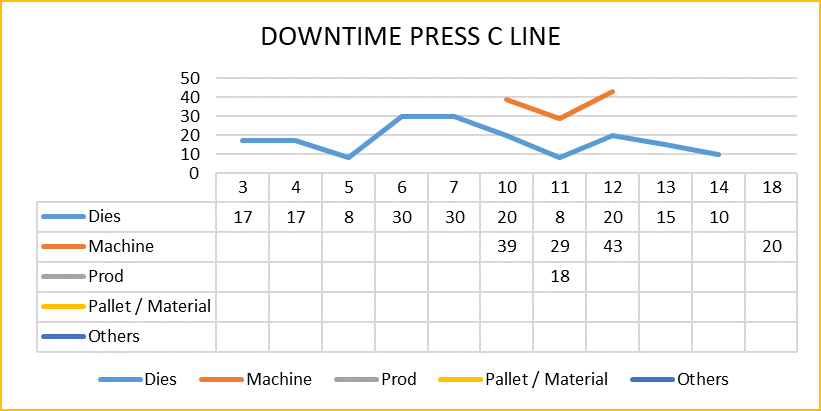 DOWNTIME PRESS C LINE
50
40
30
20
10
0
3 4 5 6 7 10 11 12 13 14 18
Dies 17 17 8 30 30 20 8 20 15 10
Machine 39 29 43 20
Prod 18
Pallet / Material
Others
Dies Machine Prod Pallet / Material Others